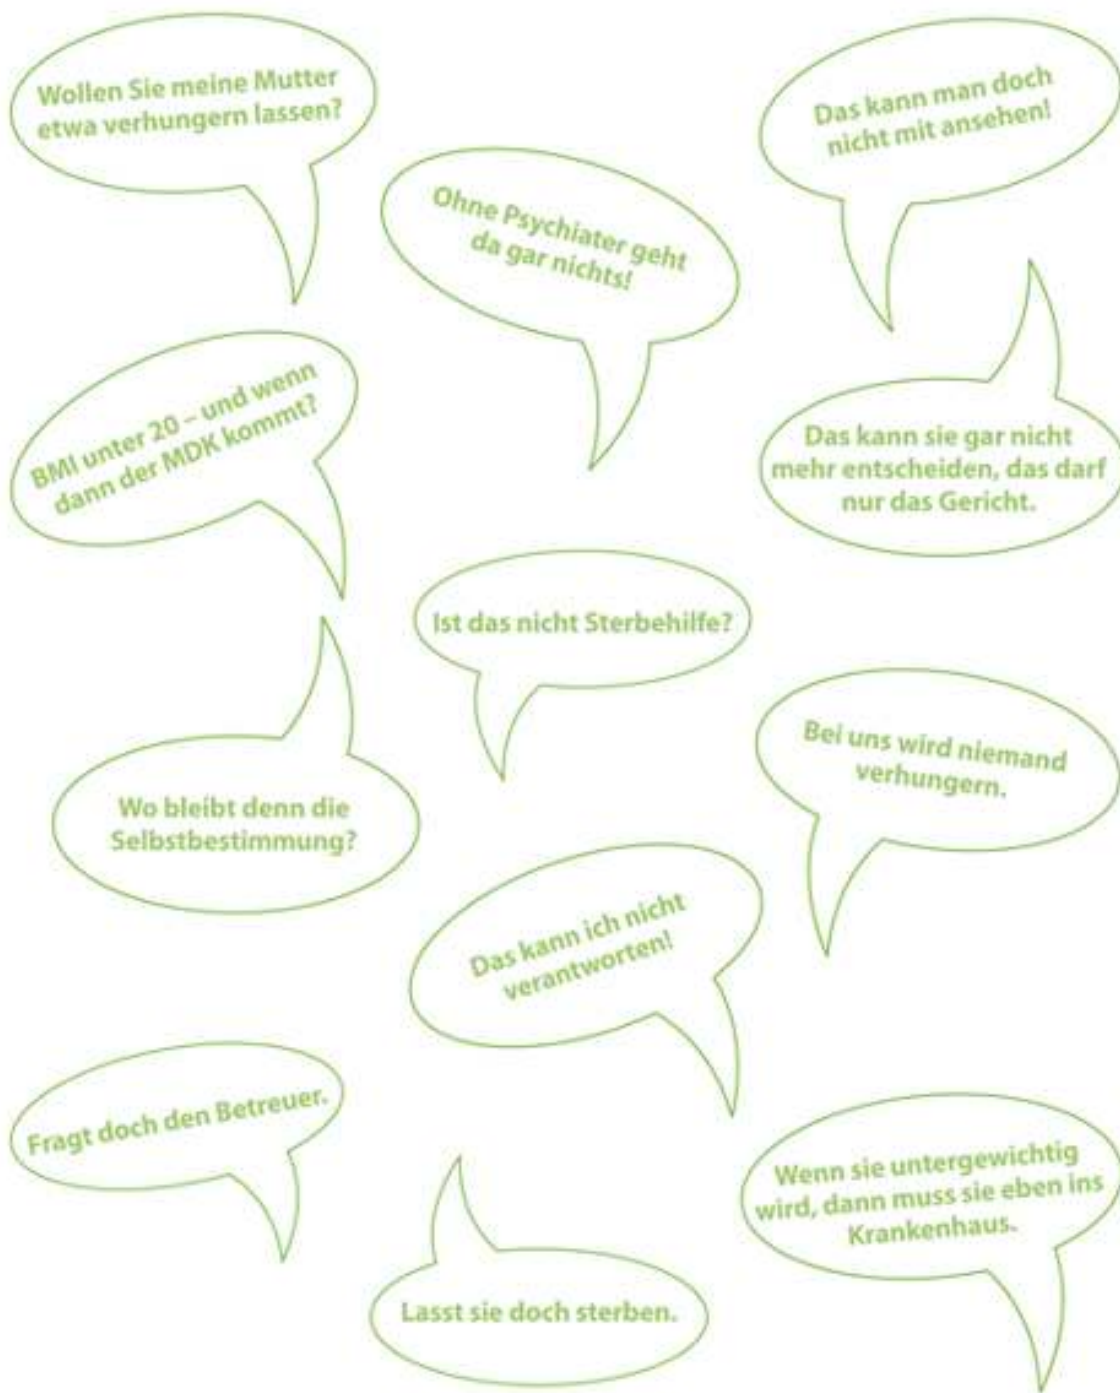 Wollen Sie meine Mutter
etwa verhungern lassen?
Das kann man doch
nicht mit ansehen!
Ohne Psychiater geht
da gar nichts!
BMI unter 20 – und wenn
dann der MDK kommt?
Das kann sie gar nicht
mehr entscheiden, das darf
nur das Gericht.
Ist das nicht Sterbehilfe?
Bei uns wird niemand
verhungern.
Wo bleibt denn die
Selbstbestimmung?
Das kann ich nicht
verantworten!
Fragt doch den Betreuer.
Wenn sie untergewichtig
wird, dann muss sie eben ins
Krankenhaus.
Lasst sie doch sterben.